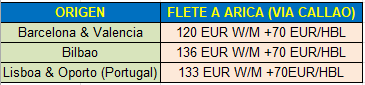 ORIGEN FLETE A ARICA (VIA CALLAO)
Barcelona & Valencia 120 EUR W/M +70 EUR/HBL
Bilbao 136 EUR W/M +70 EUR/HBL
Lisboa & Oporto (Portugal) 133 EUR W/M +70EUR/HBL